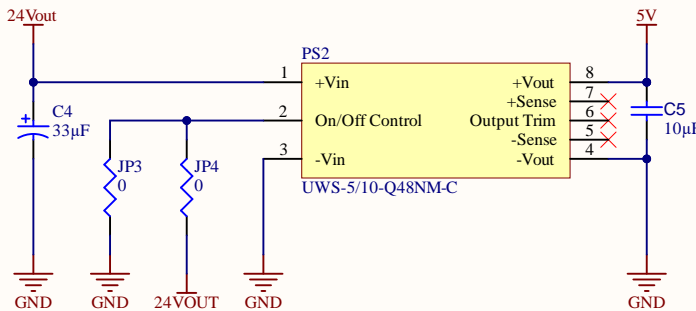 24Vout
5V
PS2
1
+Vin
+Vout
8
+Sense
7
C4
33µF
2
On/Off Control
Output Trim
6
C5
10µF
-Sense
5
3
-Vin
-Vout
4
JP3
0
JP4
0
UWS-5/10-Q48NM-C
GND
GND
24VOUT
GND
GND